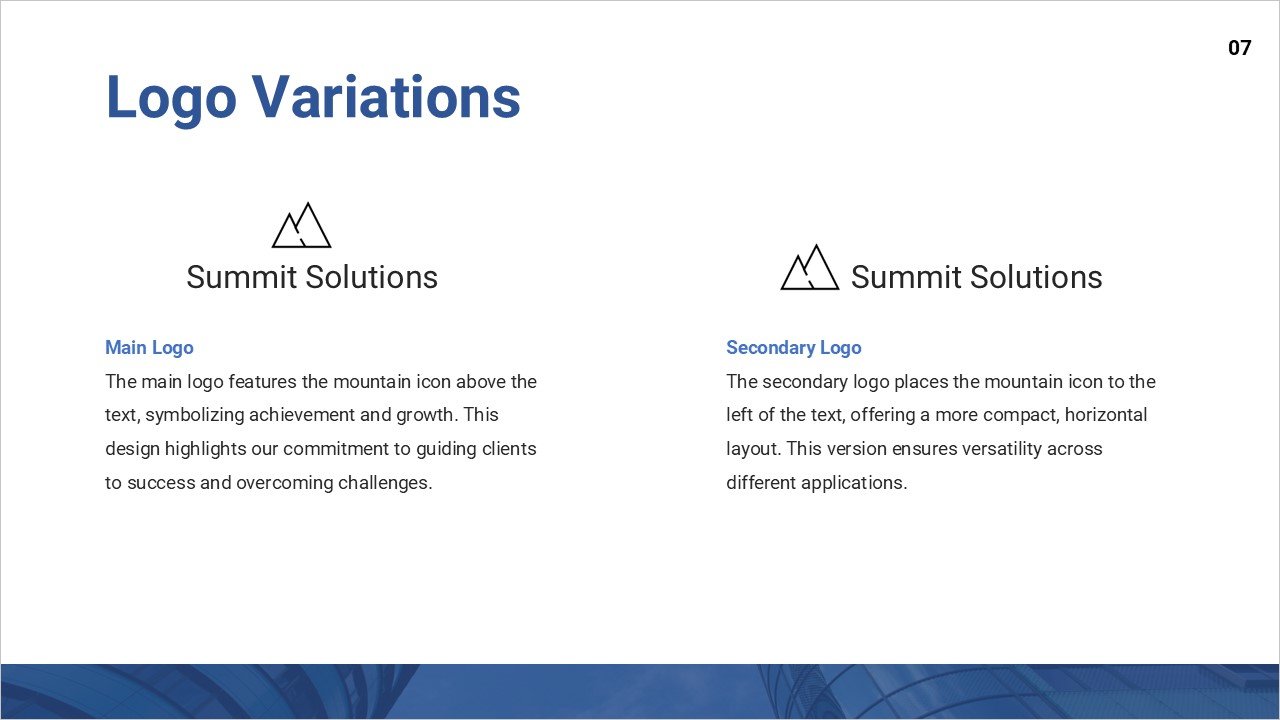 07
Logo Variations
Summit Solutions
Main Logo
The main logo features the mountain icon above the
text, symbolizing achievement and growth. This
design highlights our commitment to guiding clients
to success and overcoming challenges.
Summit Solutions
Secondary Logo
The secondary logo places the mountain icon to the
left of the text, offering a more compact, horizontal
layout. This version ensures versatility across
different applications.